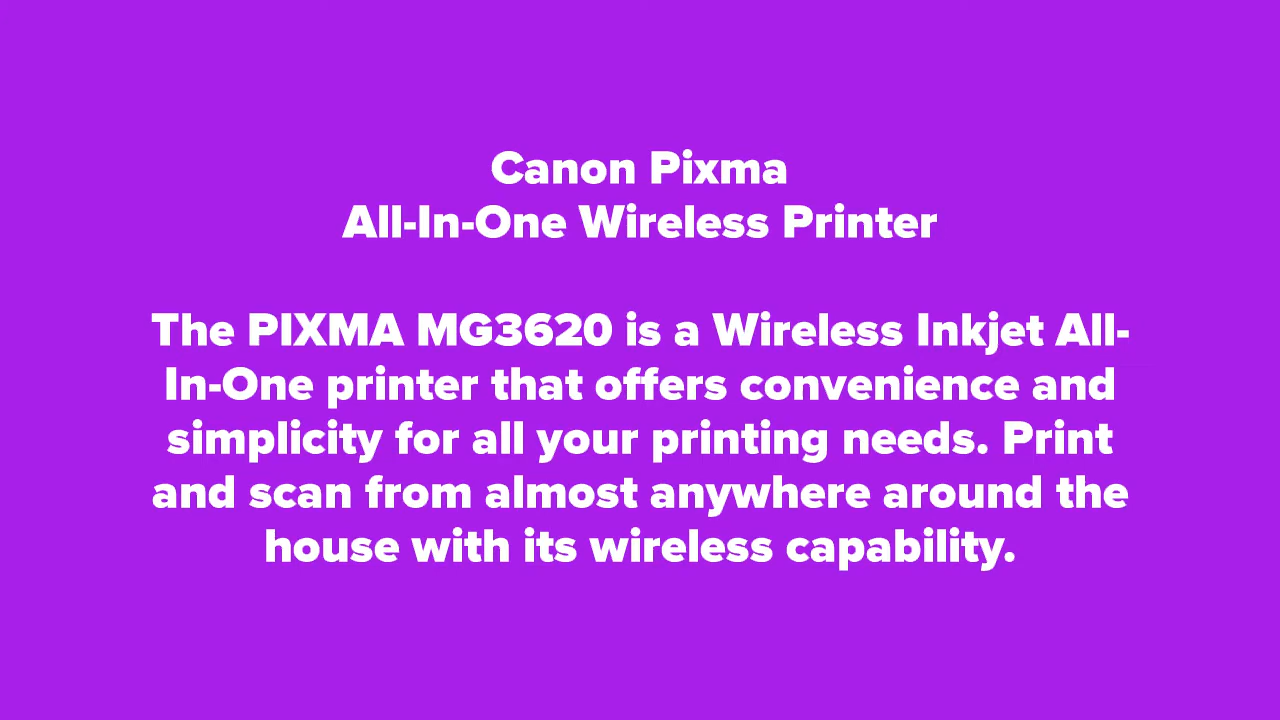 Canon Pixma
All-In-One Wireless Printer
The PIXMA MG3620 is a Wireless Inkjet All-
In-One printer that offers convenience and
simplicity for all your printing needs. Print
and scan from almost anywhere around the
house with its wireless capability.